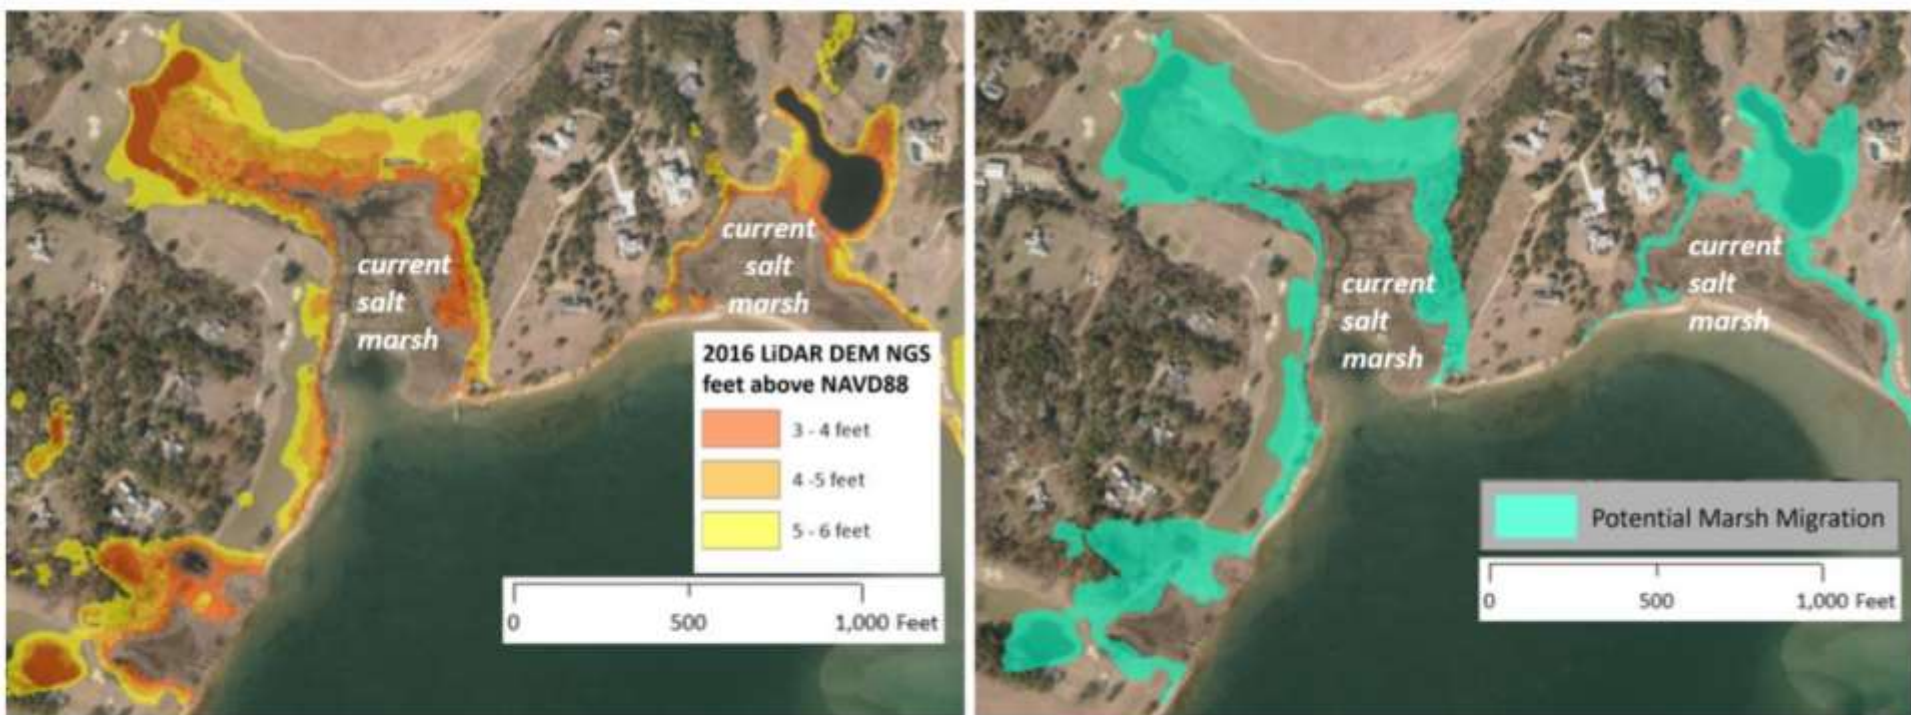 current
salt
marsh
current
salt
marsh
2016 LiDAR DEM NGS
feet above NAVD88
3 - 4 feet
4 -5 feet
5 - 6 feet
0 500 1,000 Feet
current
salt
marsh
current
salt
marsh
Potential Marsh Migration
0 500 1,000 Feet